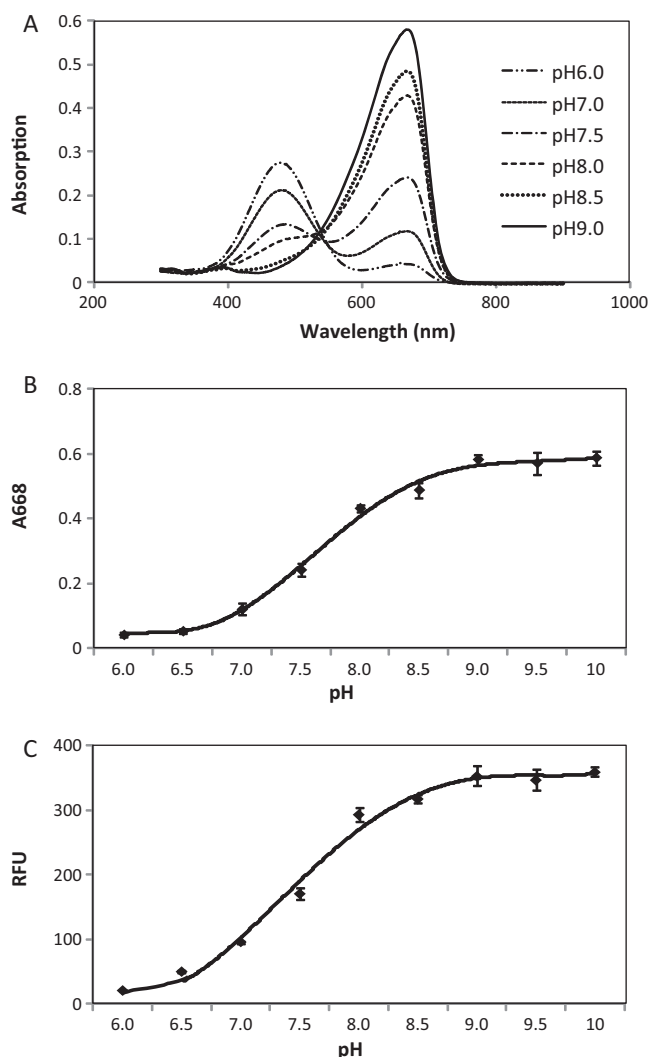 A
Absorption
0.6
0.5
0.4
0.3
0.2
0.1
0
200
400
600
800
1000
Wavelength (nm)
pH6.0
pH7.0
pH7.5
pH8.0
pH8.5
pH9.0
B
A668
0.8
0.6
0.4
0.2
0
6.0
6.5
7.0
7.5
8.0
8.5
9.0
9.5
10
pH
C
RFU
400
300
200
100
0
6.0
6.5
7.0
7.5
8.0
8.5
9.0
9.5
10
pH